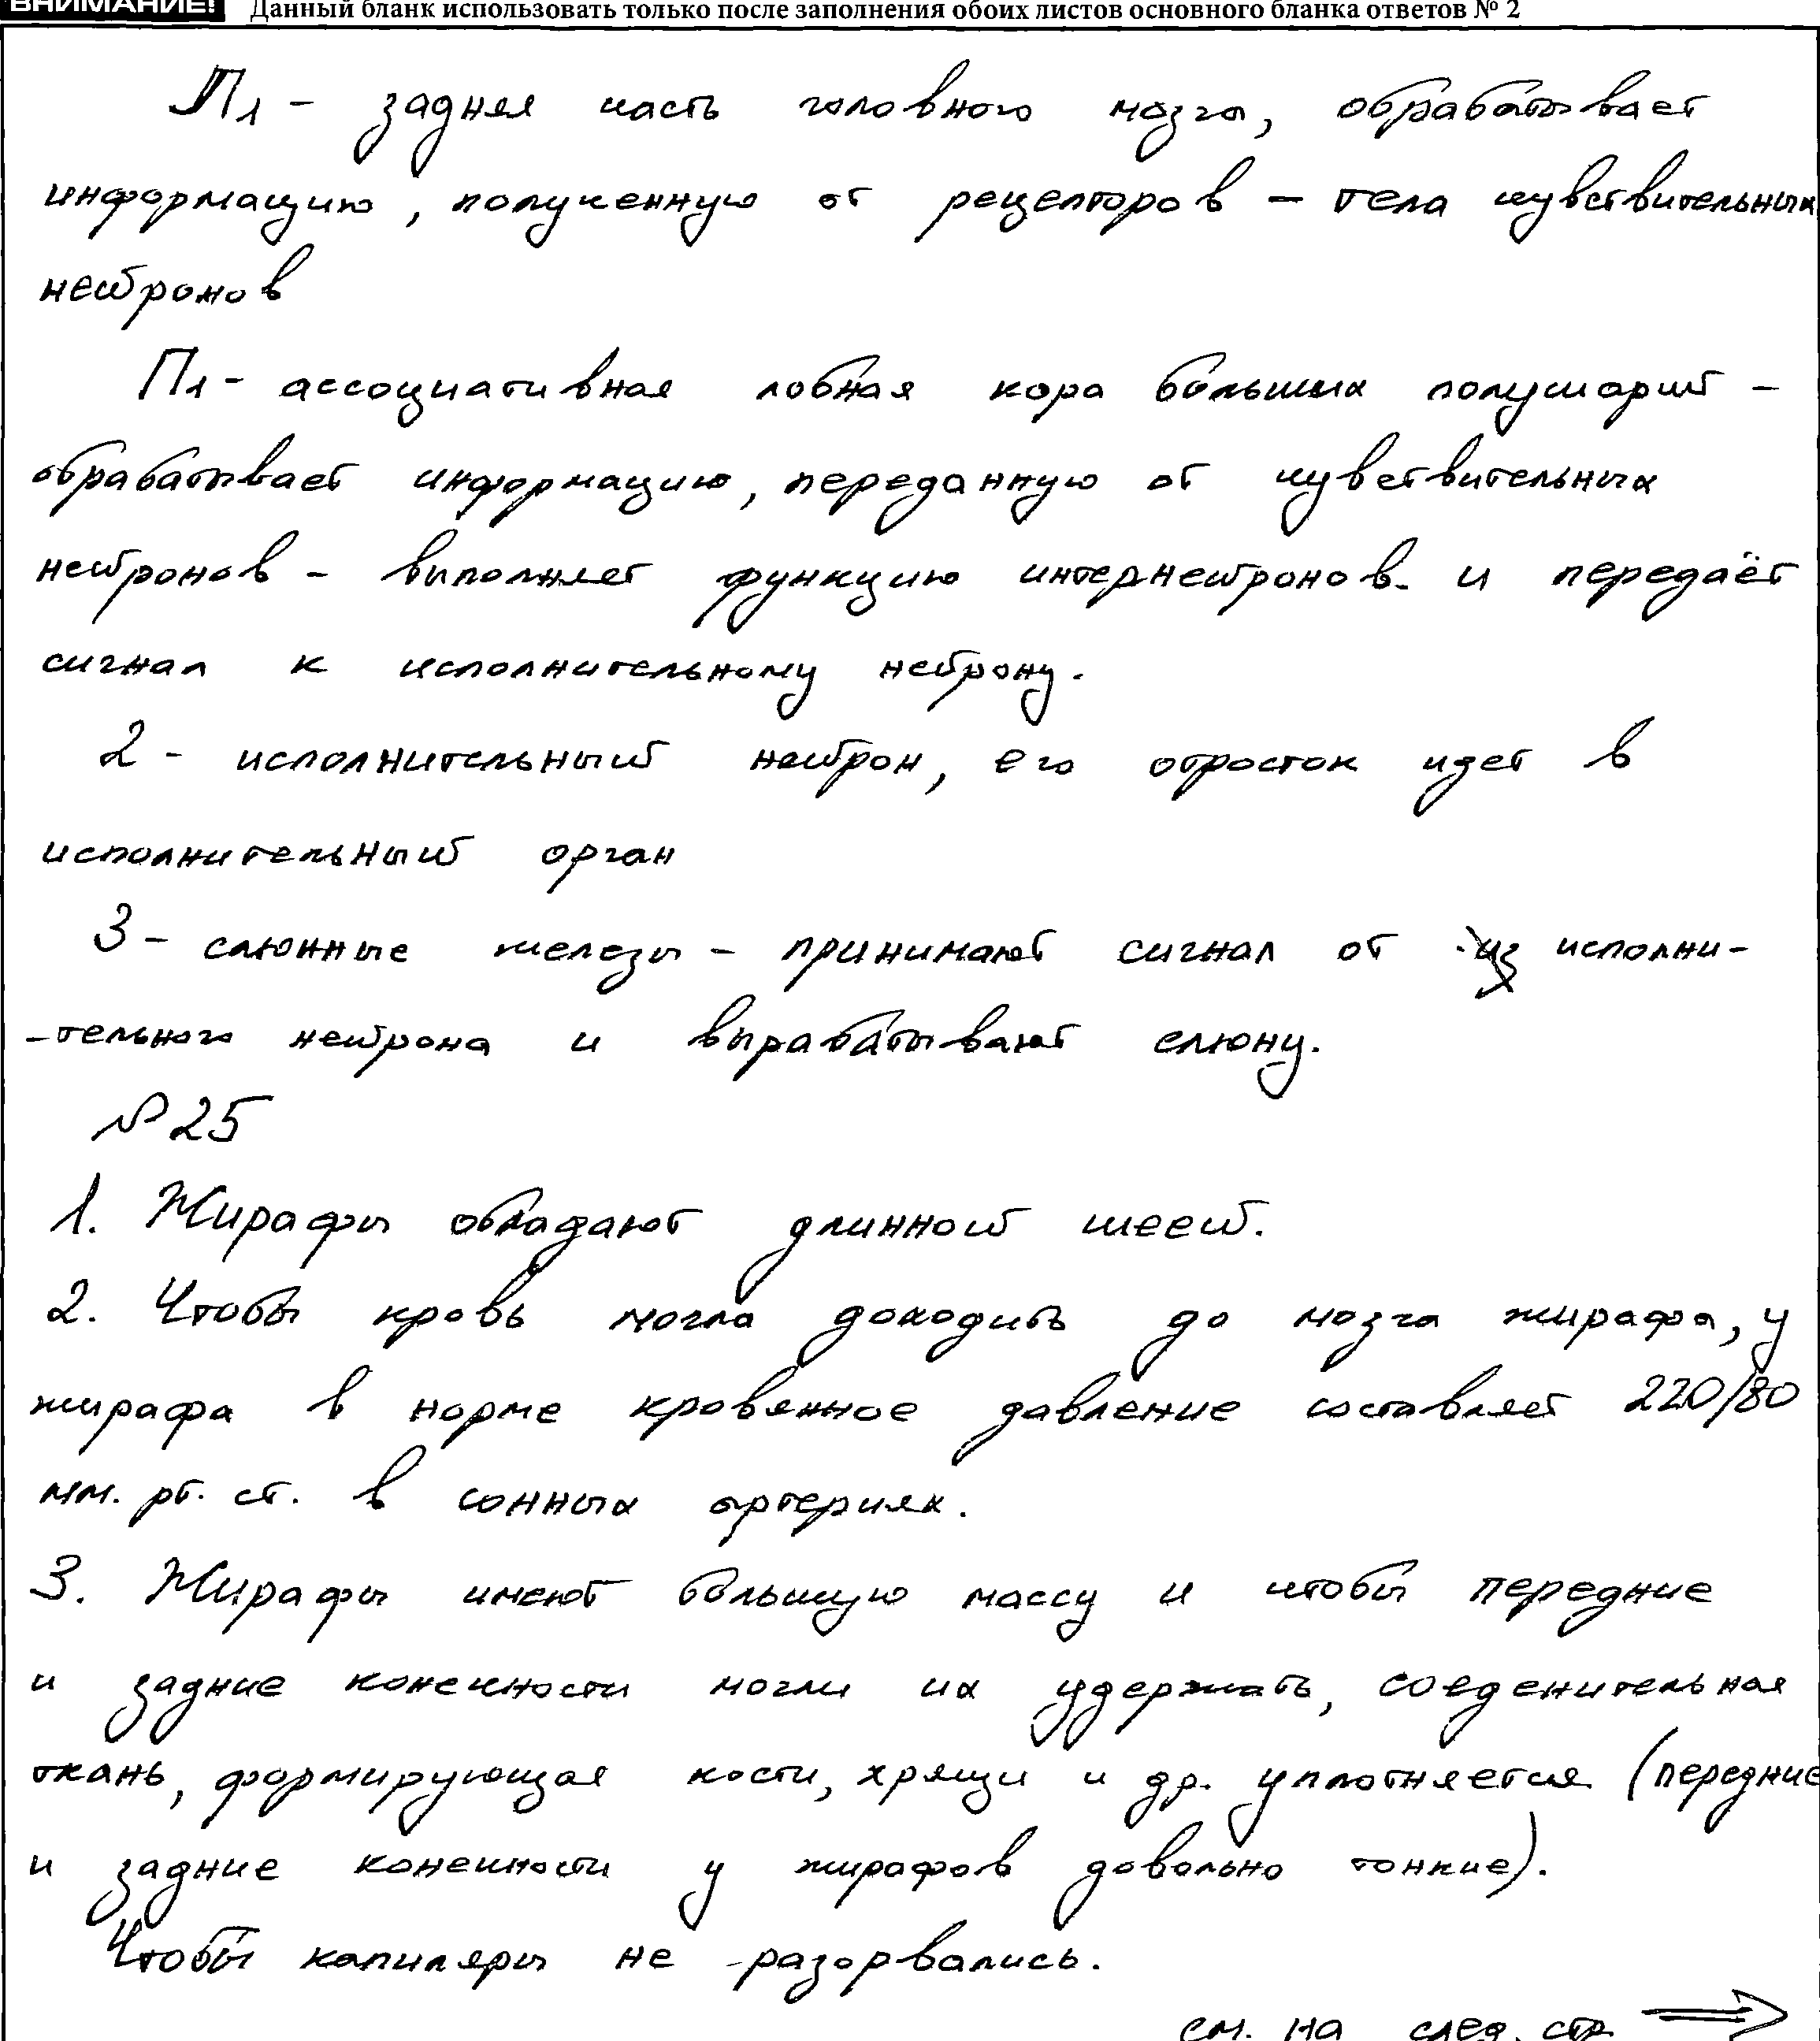 ВНИМАНИЕ! Данный бланк использовать только после заполнения обоих листов основного бланка ответов № 2
П1 - задняя часть головного мозга, обрабатывает
информацию, полученную от рецепторов - тела чувствительных
нейронов
П1 - ассоциативная лобная кора больших полушарий -
обрабатывает информацию, переданную от чувствительных
нейронов - выполняет функцию интернейронов и передаёт
сигнал к исполнительному нейрону.
2 - исполнительный нейрон, его отросток идет в
исполнительный орган
3 - слюнные железы - принимают сигнал от из исполни-
-тельного нейрона и вырабатывают слюну.
№25
1. Жирафы обладают длинной шеей.
2. Чтобы кровь могла доходить до мозга жирафа, у
жирафа в норме кровянное давление составляет 220/80
мм. рт. ст. в сонных артериях.
3. Жирафы имеют большую массу и чтобы передние
и задние конечности могли их удержать, соеденительная
ткань, формирующая кости, хрящи и др. уплотняется (передние
и задние конечности у жирафов довольно тонкие).
Чтобы капиляры не разорвались.
см. на след. стр. ⟹